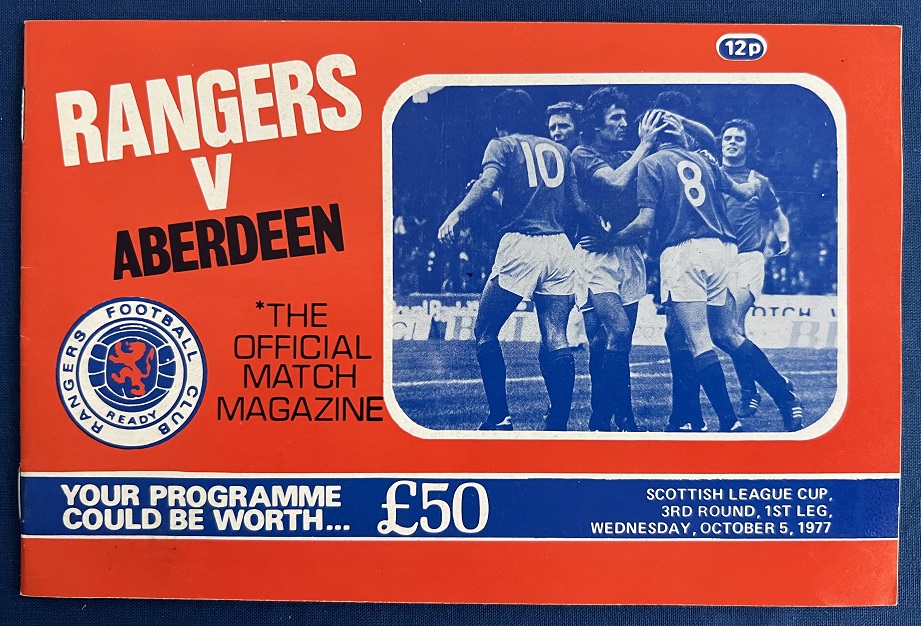 12p
RANGERS
V
ABERDEEN
10
8
RANGERS FOOTBALL CLUB
READY
*THE
OFFICIAL
MATCH
MAGAZINE
YOUR PROGRAMME
COULD BE WORTH... £50
SCOTTISH LEAGUE CUP,
3RD ROUND, 1ST LEG,
WEDNESDAY, OCTOBER 5, 1977